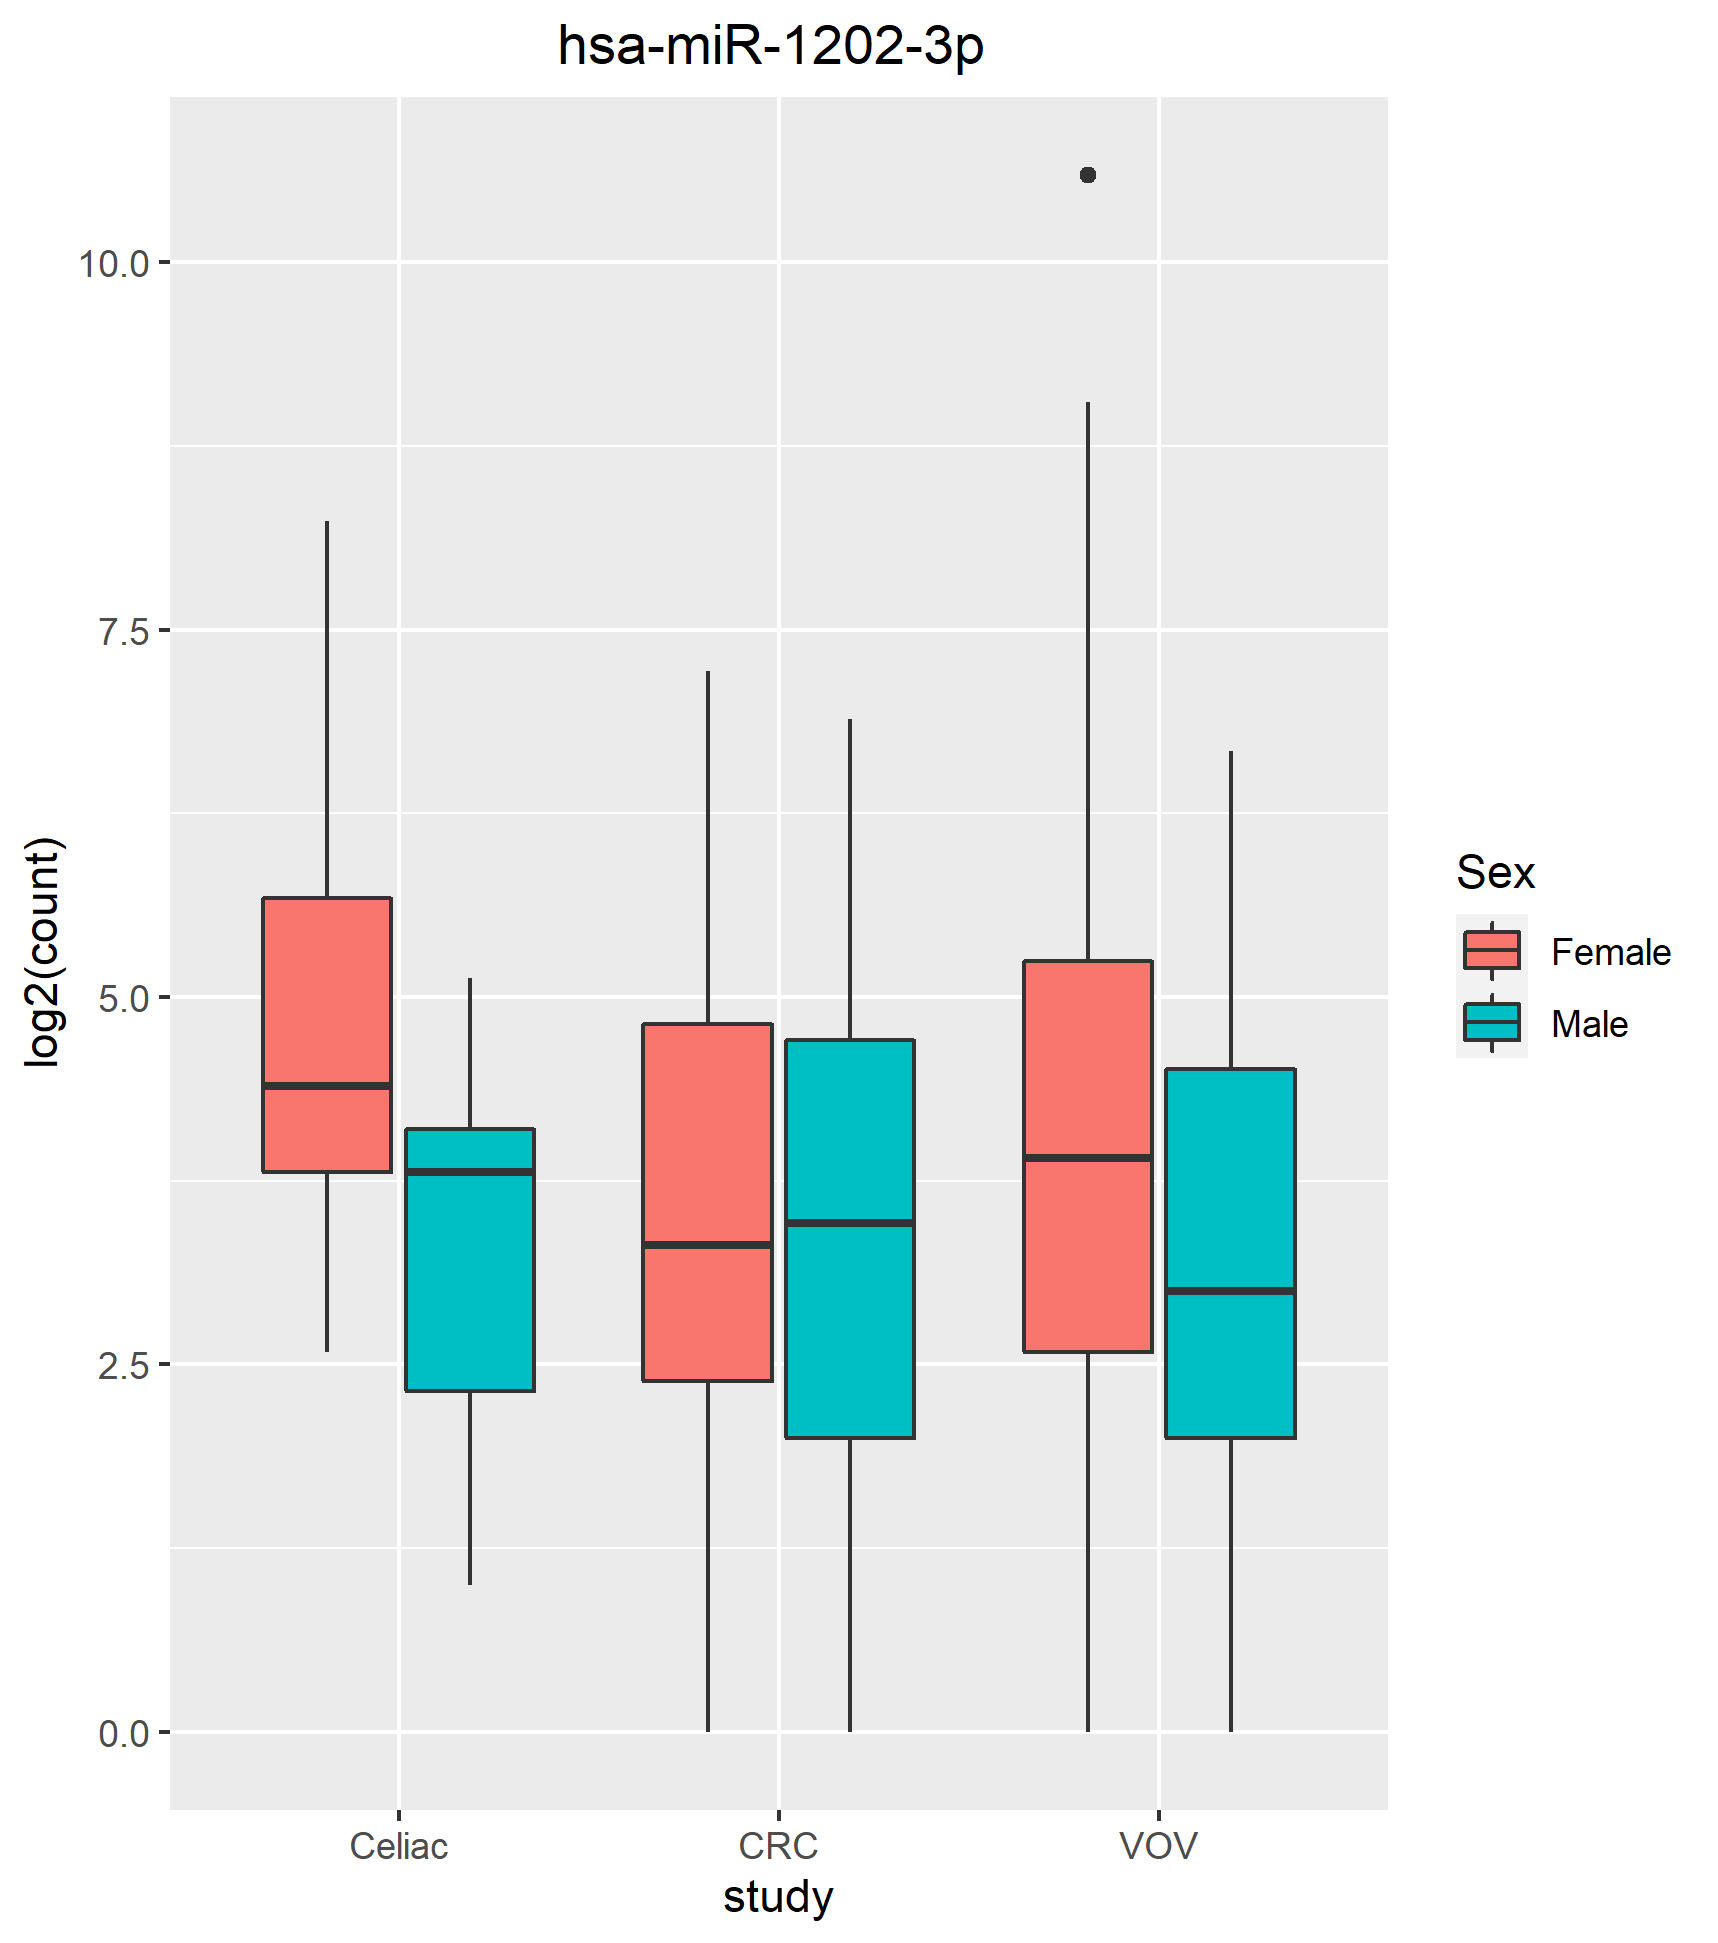 hsa-miR-1202-3p
log2(count)
10.0
7.5
5.0
2.5
0.0
Celiac
CRC
VOV
study
Sex
Female
Male